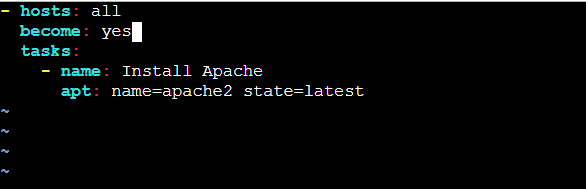 - hosts: all
  become: yes
  tasks:
    - name: Install Apache
      apt: name=apache2 state=latest
~
~
~
~